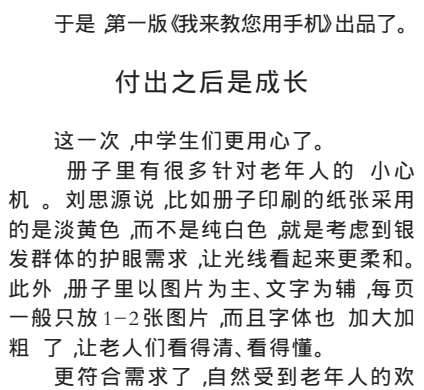 于是,第一版《我来教您用手机》出品了。
付出之后是成长
这一次,中学生们更用心了。
册子里有很多针对老年人的 小心
机 。刘思源说,比如册子印刷的纸张采用
的是淡黄色,而不是纯白色,就是考虑到银
发群体的护眼需求,让光线看起来更柔和。
此外,册子里以图片为主、文字为辅,每页
一般只放1-2张图片,而且字体也 加大加
粗 了,让老人们看得清、看得懂。
更符合需求了,自然受到老年人的欢